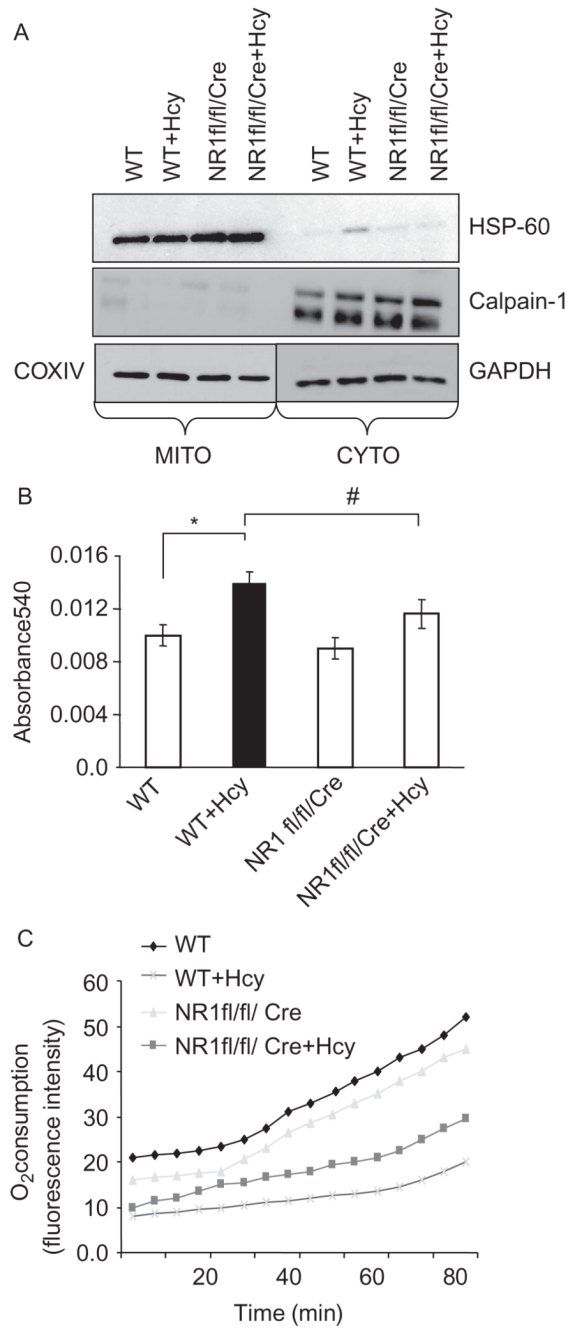 A
WT
WT+Hcy
NR1fl/fl/Cre
NR1fl/fl/Cre+Hcy
WT
WT+Hcy
NR1fl/fl/Cre
NR1fl/fl/Cre+Hcy
HSP-60
Calpain-1
COXIV
GAPDH
MITO
CYTO
B
*
#
Absorbance540
0.016
0.012
0.008
0.004
0.0
WT
WT+Hcy
NR1 fl/fl/Cre
NR1fl/fl/Cre+Hcy
C
WT
WT+Hcy
NR1fl/fl/ Cre
NR1fl/fl/ Cre+Hcy
O2consumption
(fluorescence intensity)
60
50
40
30
20
10
0.0
20
40
60
80
Time (min)